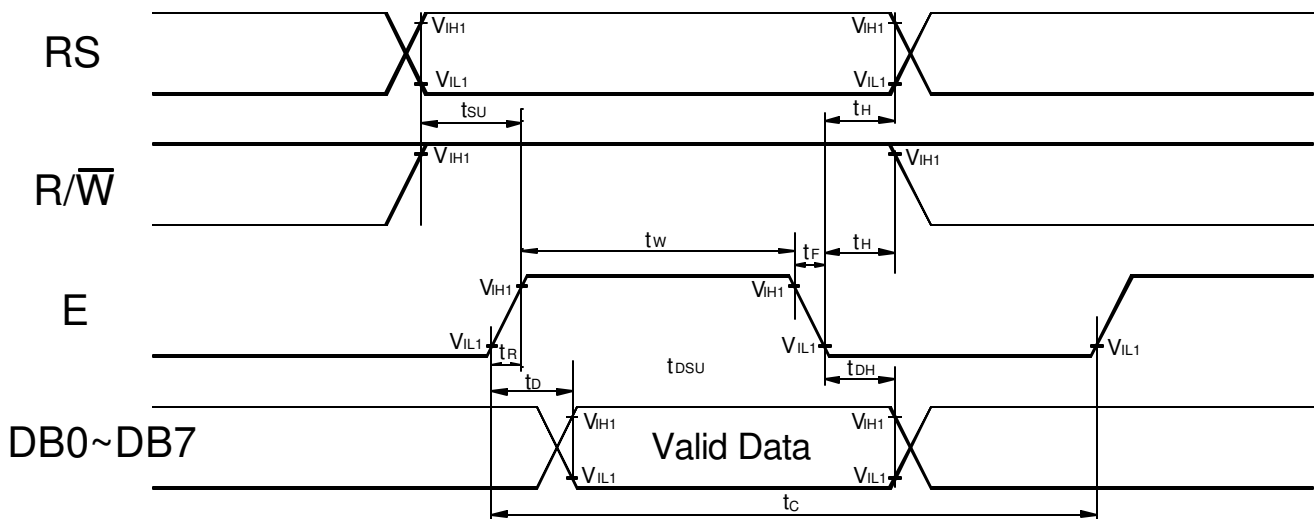 RS
VIH1
VIH1
VIL1
VIL1
tSU
tH
R/W̅
VIH1
VIH1
tW
tF
tH
E
VIH1
VIH1
VIL1
VIL1
VIL1
tR
tD
tDSU
tDH
DB0~DB7
VIH1
Valid Data
VIH1
VIL1
VIL1
tC